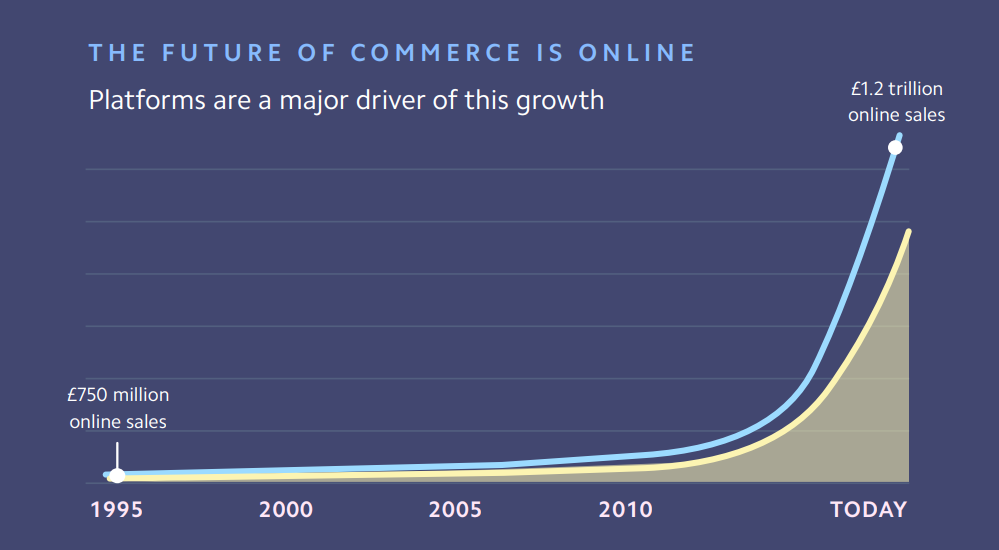 THE FUTURE OF COMMERCE IS ONLINE
Platforms are a major driver of this growth
£1.2 trillion
online sales
£750 million
online sales
1995 2000 2005 2010 TODAY